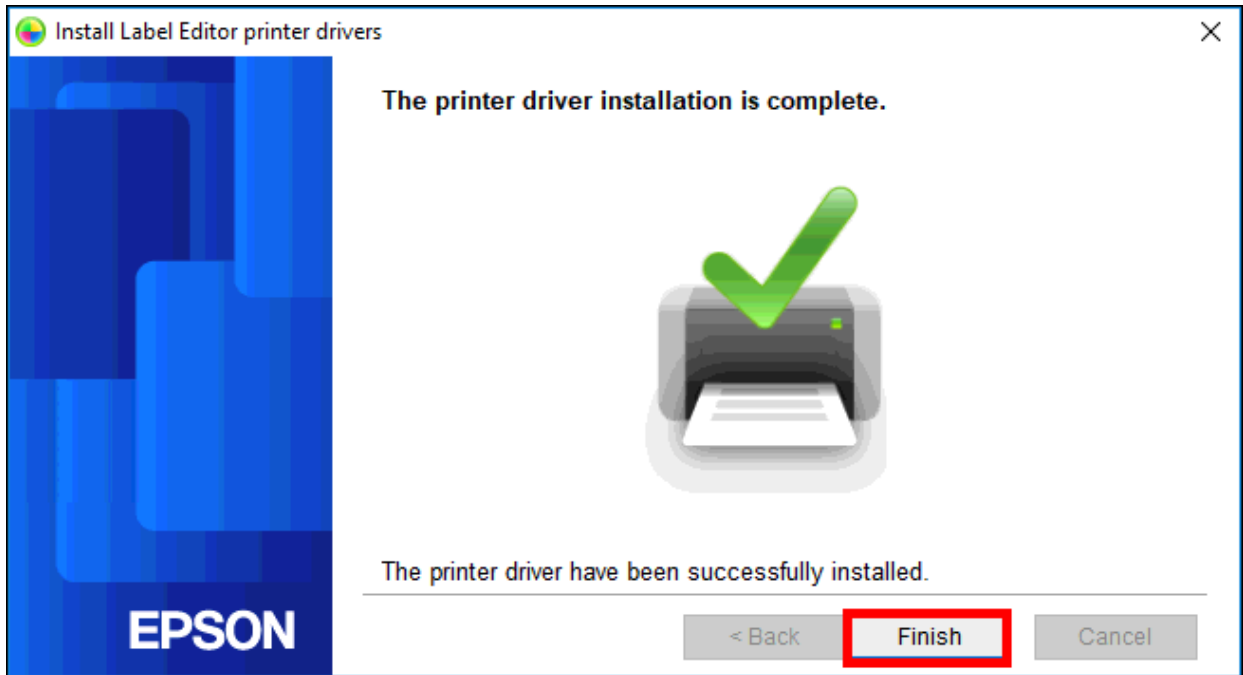 Install Label Editor printer drivers
The printer driver installation is complete.
The printer driver have been successfully installed.
EPSON
< Back
Finish
Cancel